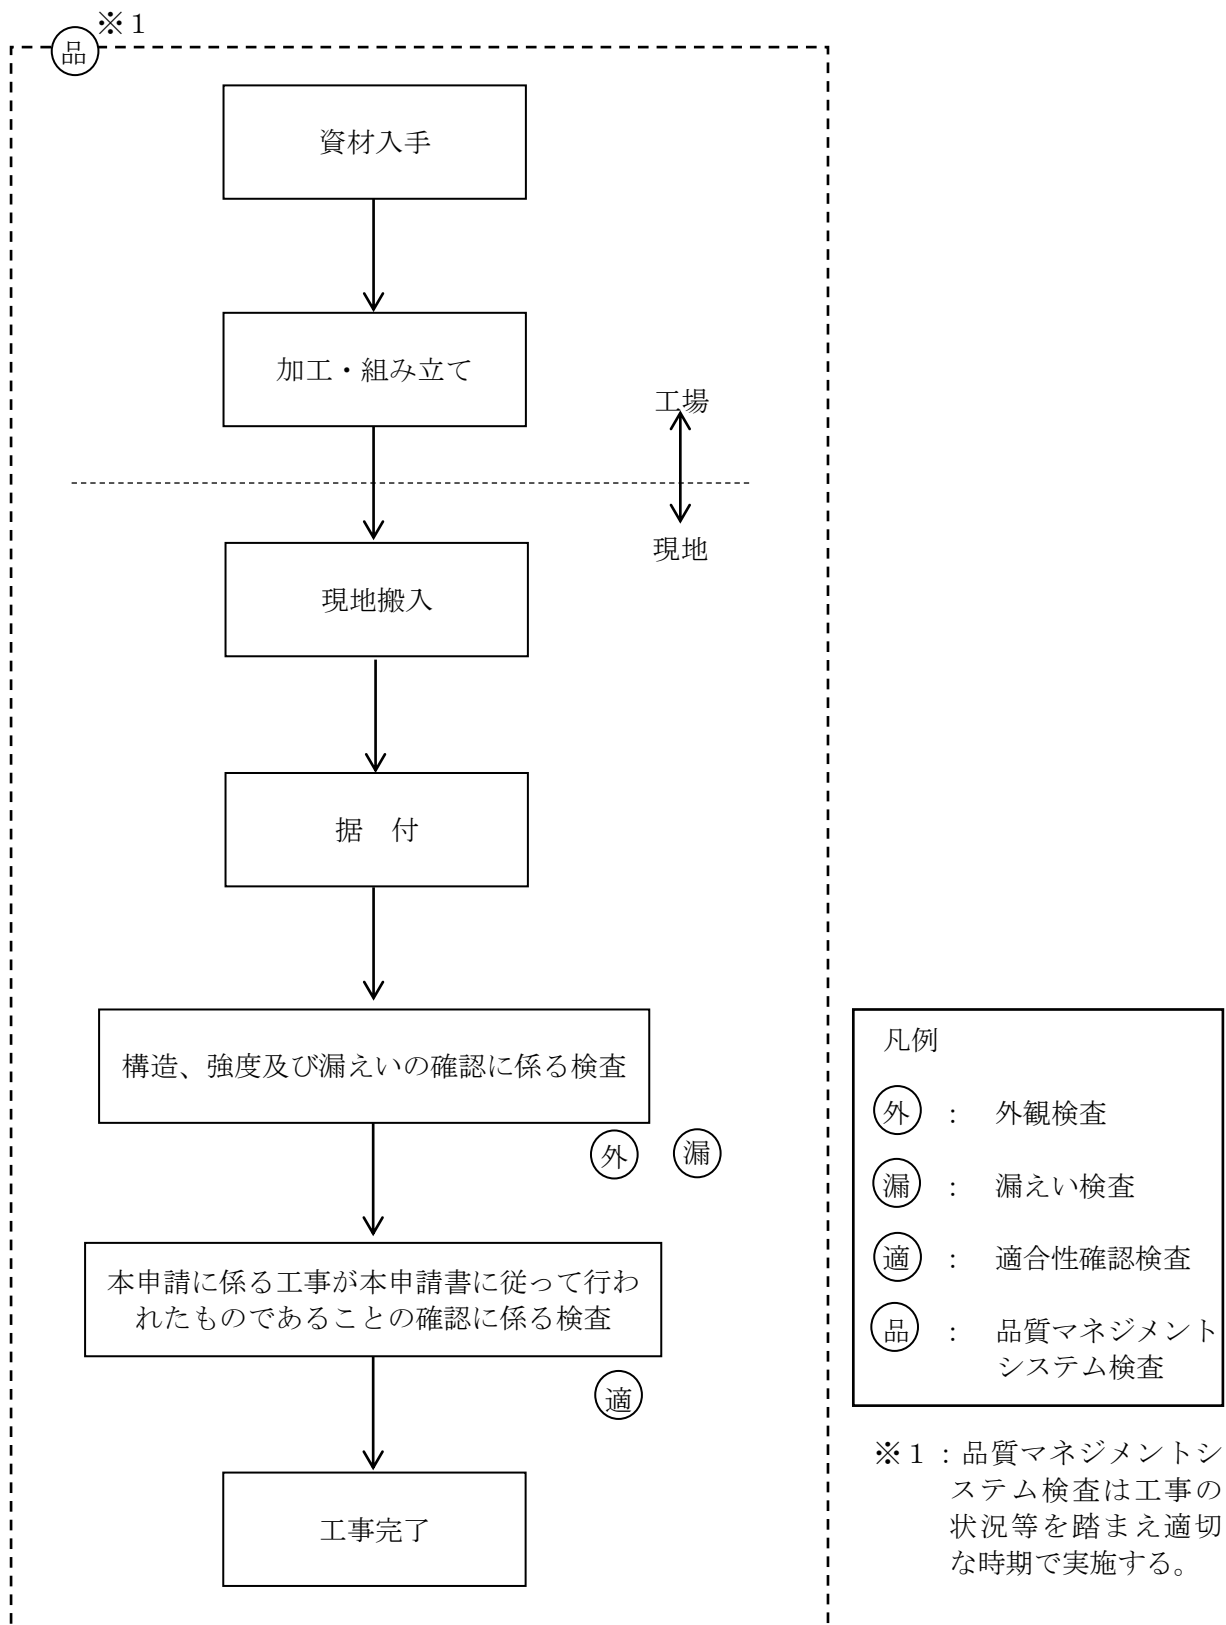 ※1
品
資材入手
加工・組み立て
工場
現地
現地搬入
据　付
構造、強度及び漏えいの確認に係る検査
外　漏
本申請に係る工事が本申請書に従って行わ
れたものであることの確認に係る検査
適
工事完了
凡例
外　：　外観検査
漏　：　漏えい検査
適　：　適合性確認検査
品　：　品質マネジメント
システム検査
※1：品質マネジメントシ
ステム検査は工事の
状況等を踏まえ適切
な時期で実施する。